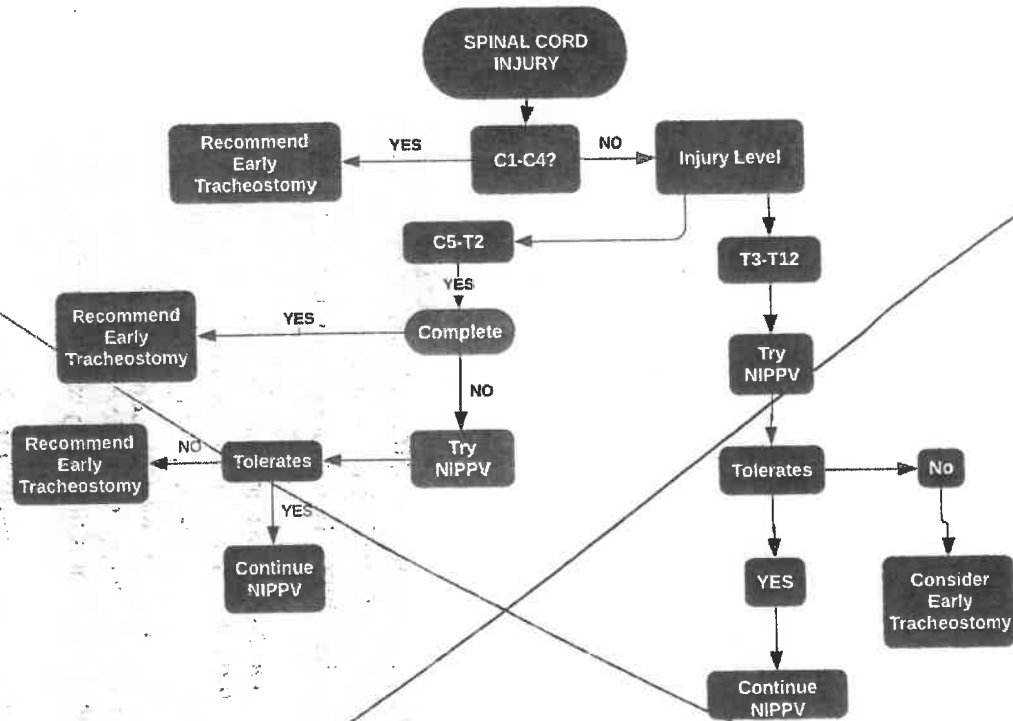 SPINAL CORD
INJURY
Recommend
Early
Tracheostomy
YES
C1-C4?
NO
Injury Level
C5-T2
T3-T12
YES
Recommend
Early
Tracheostomy
YES
Complete
Try
NIPPV
NO
Recommend
Early
Tracheostomy
NO
Tolerates
Try
NIPPV
Tolerates
No
YES
Continue
NIPPV
YES
Consider
Early
Tracheostomy
Continue
NIPPV